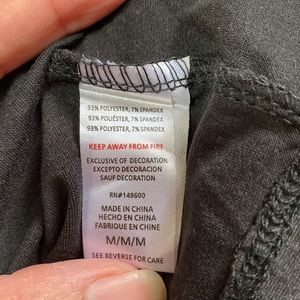 93% POLYESTER, 7% SPANDEX
93% POLIÉSTER, 7% SPANDEX
93% POLYESTER, 7% SPANDEX
KEEP AWAY FROM FIRE
EXCLUSIVE OF DECORATION
EXCEPTO DECORACION
SAUF DECORATION
RN#149600
MADE IN CHINA
HECHO EN CHINA
FABRIQUE EN CHINE
M/M/M
SEE REVERSE FOR CARE